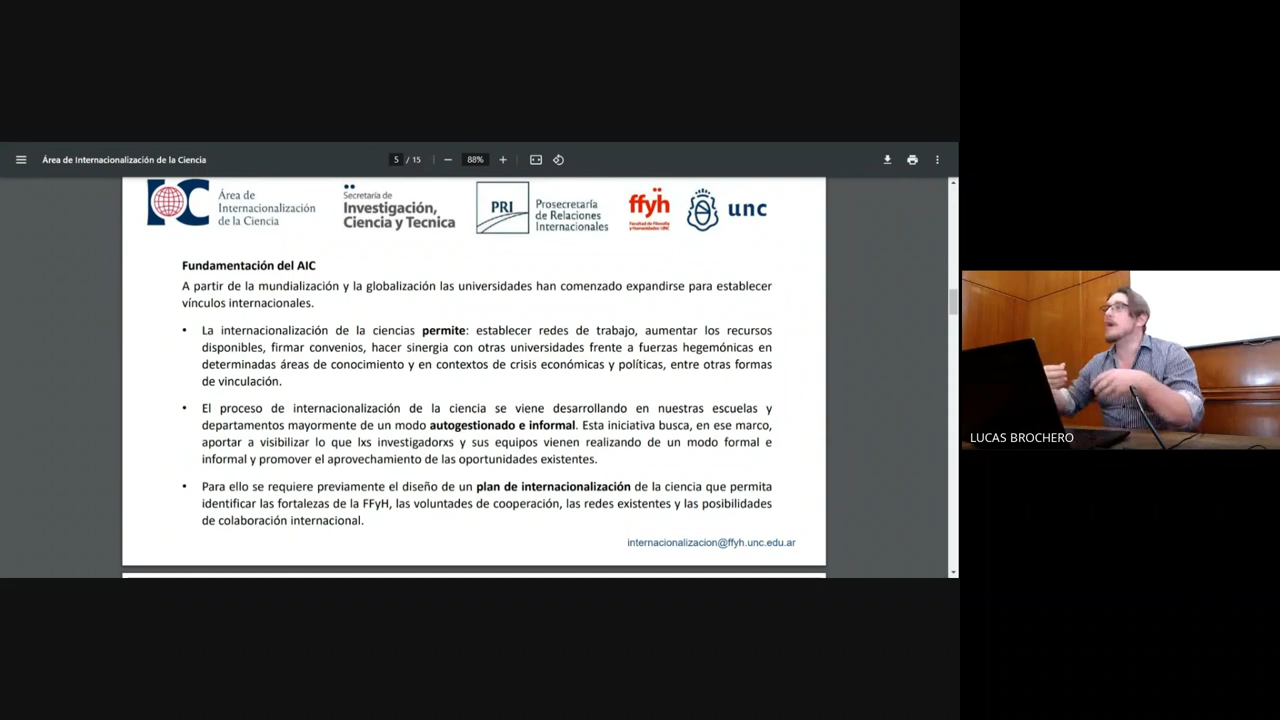 Área de Internacionalización de la Ciencia
5 / 15
88%
IC
Área de
Internacionalización
de la Ciencia
Secretaría de
Investigación,
Ciencia y Tecnica
PRI
Prosecretaría
de Relaciones
Internacionales
ffyh
Facultad de Filosofía
y Humanidades UNC
unc
Fundamentación del AIC
A partir de la mundialización y la globalización las universidades han comenzado expandirse para establecer
vínculos internacionales.
• La internacionalización de la ciencias permite: establecer redes de trabajo, aumentar los recursos
disponibles, firmar convenios, hacer sinergia con otras universidades frente a fuerzas hegemónicas en
determinadas áreas de conocimiento y en contextos de crisis económicas y políticas, entre otras formas
de vinculación.
• El proceso de internacionalización de la ciencia se viene desarrollando en nuestras escuelas y
departamentos mayormente de un modo autogestionado e informal. Esta iniciativa busca, en ese marco,
aportar a visibilizar lo que lxs investigadorxs y sus equipos vienen realizando de un modo formal e
informal y promover el aprovechamiento de las oportunidades existentes.
• Para ello se requiere previamente el diseño de un plan de internacionalización de la ciencia que permita
identificar las fortalezas de la FFyH, las voluntades de cooperación, las redes existentes y las posibilidades
de colaboración internacional.
internacionalizacion@ffyh.unc.edu.ar
LUCAS BROCHERO